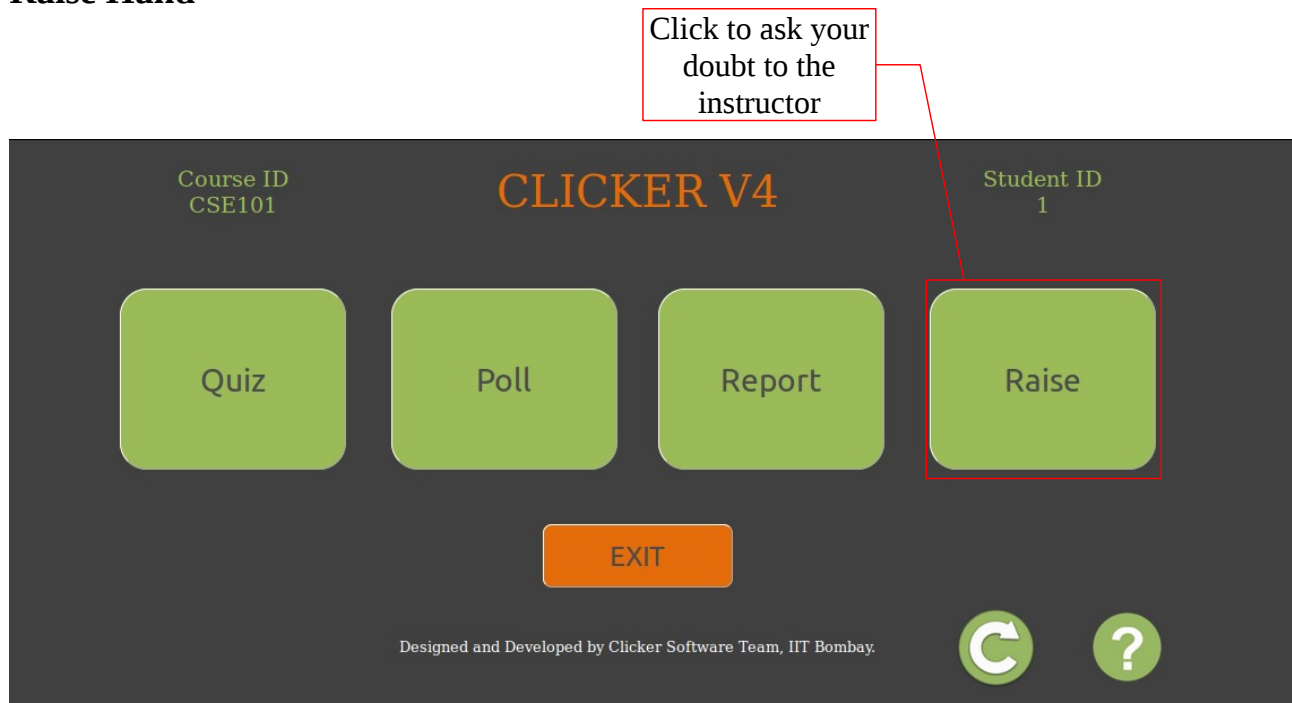 Raise Hand
Click to ask your
doubt to the
instructor
Course ID
CSE101
CLICKER V4
Student ID
1
Quiz
Poll
Report
Raise
EXIT
Designed and Developed by Clicker Software Team, IIT Bombay.
?